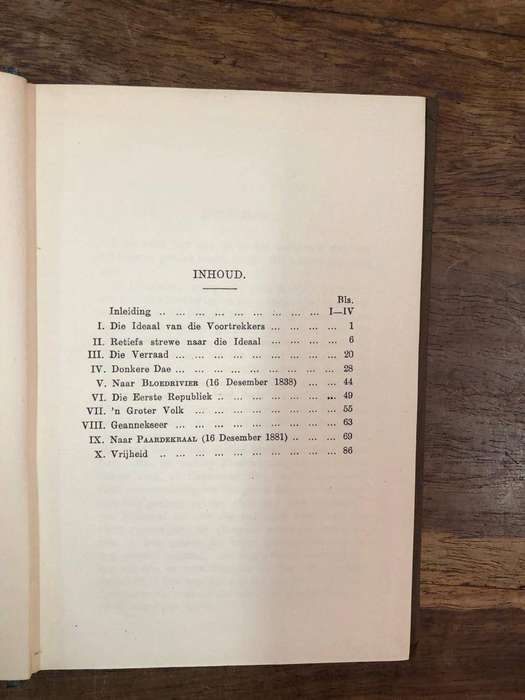 INHOUD.
Bls.
Inleiding .. ... ... ... ... ... ... ... ... ... I—IV
I. Die Ideaal van die Voortrekkers ... ... ... ... 1
II. Retiefs strewe naar die Ideaal ... ... ... ... 6
III. Die Verraad ... ... ... ... ... ... ... ... ... 20
IV. Donkere Dae ... ... ... ... ... ... ... ... ... 28
V. Naar BLOEDRIVIER (16 Desember 1838) ... ... 44
VI. Die Eerste Republiek .. ... ... ... ... ... ... 49
VII. 'n Groter Volk ... ... ... ... ... ... ... ... 55
VIII. Geannekseer ... ... ... ... ... ... ... ... ... 63
IX. Naar PAARDEKRAAL (16 Desember 1881) .. ... ... 69
X. Vrijheid .. ... ... ... ... ... ... ... ... ... 86